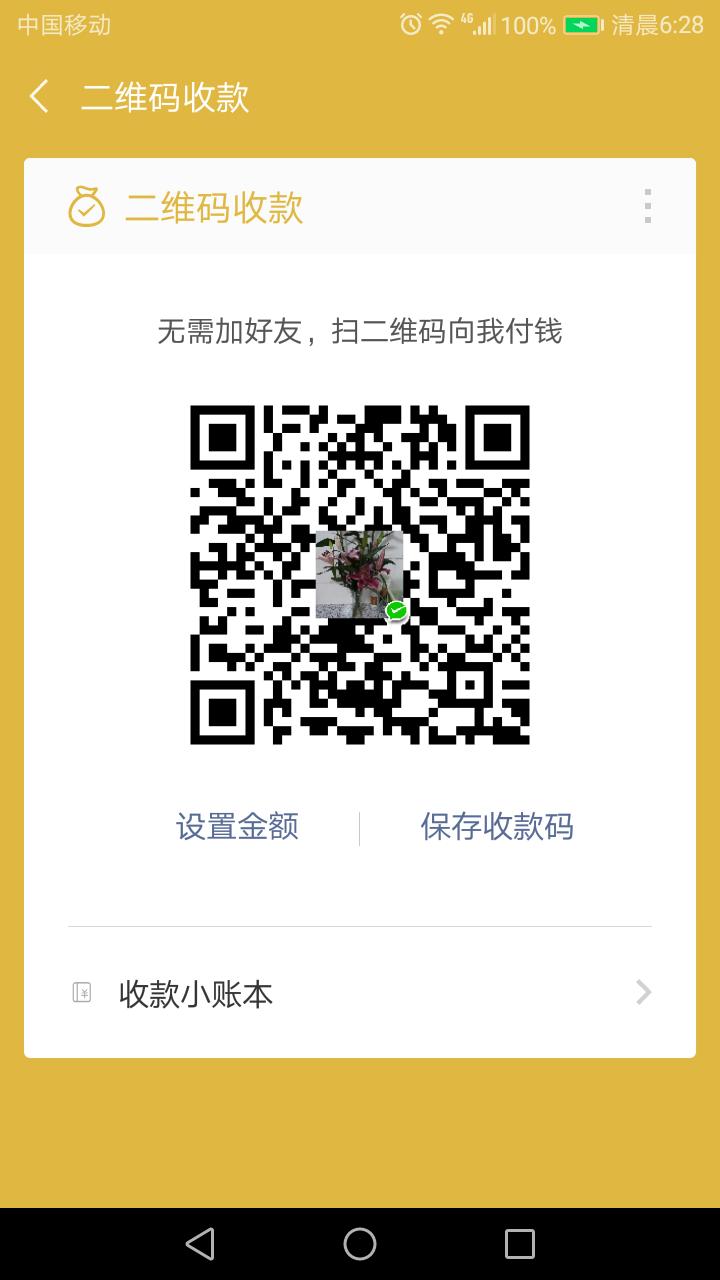 中国移动 4G 100% 清晨6:28
二维码收款
二维码收款
无需加好友，扫二维码向我付钱
设置金额 保存收款码
收款小账本